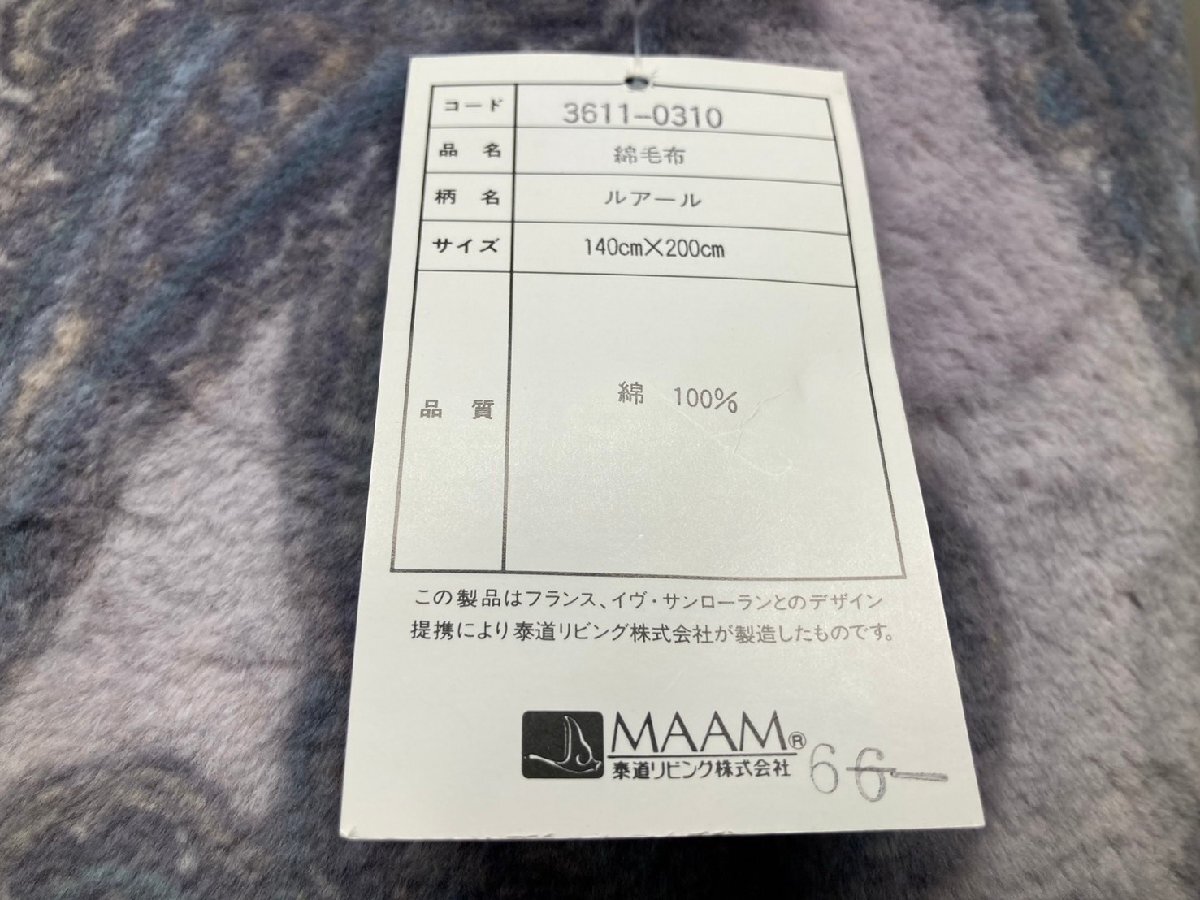 コード 3611-0310
品名 綿毛布
柄名 ルアール
サイズ 140cm×200cm
品質 綿 100%
この製品はフランス、イヴ・サンローランとのデザイン
提携により泰道リビング株式会社が製造したものです。
MAAM®
泰道リビング株式会社
66-